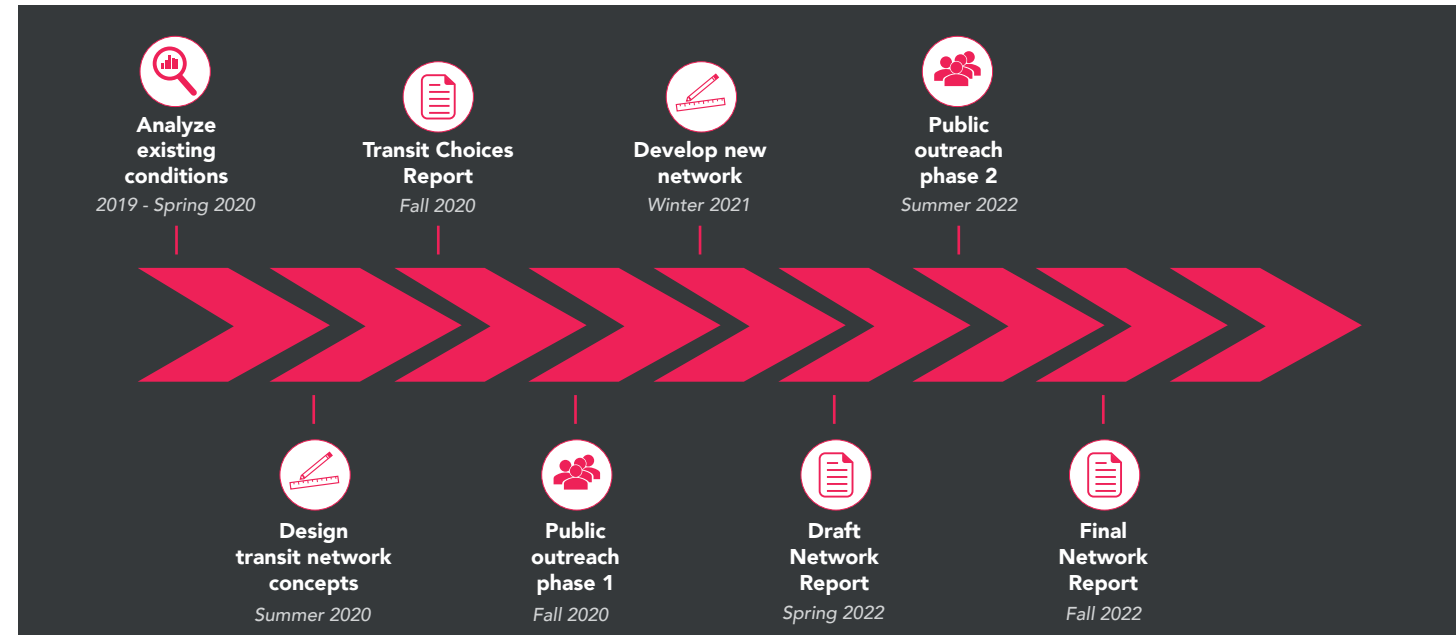 Analyze
existing
conditions
2019 - Spring 2020
Transit Choices
Report
Fall 2020
Develop new
network
Winter 2021
Public
outreach
phase 2
Summer 2022
Design
transit network
concepts
Summer 2020
Public
outreach
phase 1
Fall 2020
Draft
Network
Report
Spring 2022
Final
Network
Report
Fall 2022